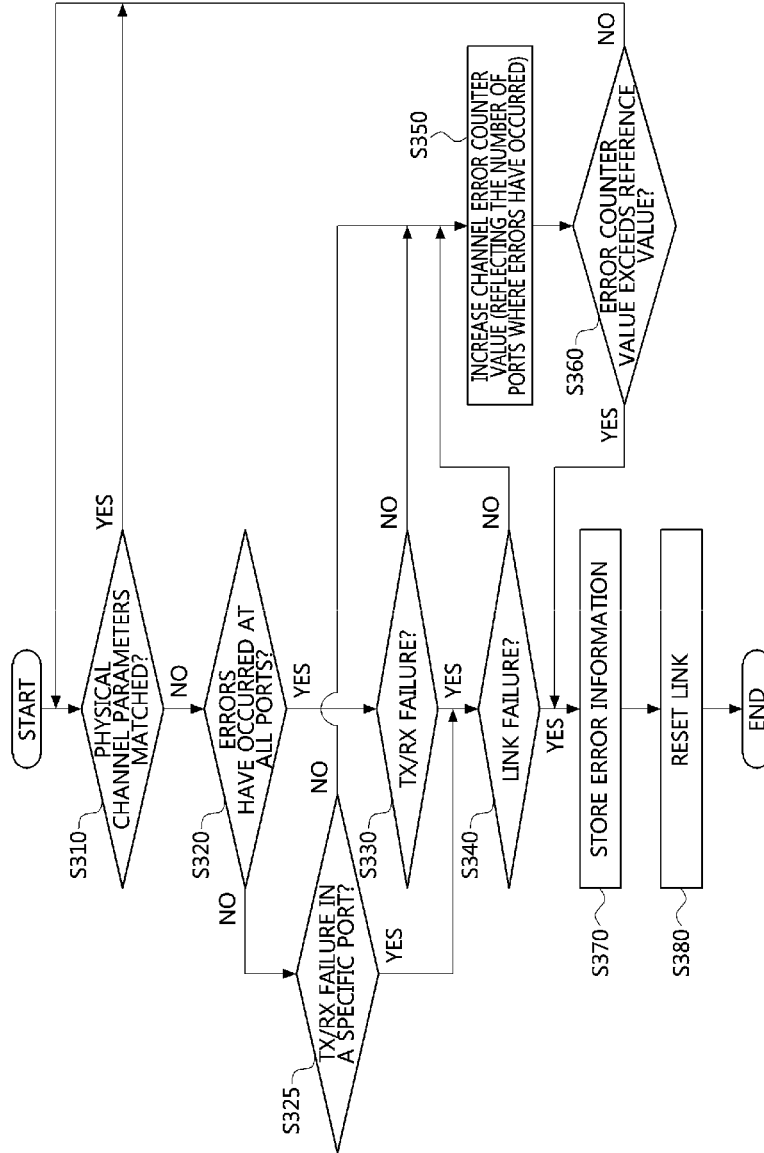 START
PHYSICAL
CHANNEL PARAMETERS
MATCHED?
S310
YES
NO
ERRORS
HAVE OCCURRED AT
ALL PORTS?
S320
NO
YES
TX/RX FAILURE IN
A SPECIFIC PORT?
S325
NO
YES
TX/RX FAILURE?
S330
NO
YES
LINK FAILURE?
S340
NO
YES
INCREASE CHANNEL ERROR COUNTER
VALUE (REFLECTING THE NUMBER OF
PORTS WHERE ERRORS HAVE OCCURRED)
S350
ERROR COUNTER
VALUE EXCEEDS REFERENCE
VALUE?
S360
NO
YES
STORE ERROR INFORMATION
S370
RESET LINK
S380
END